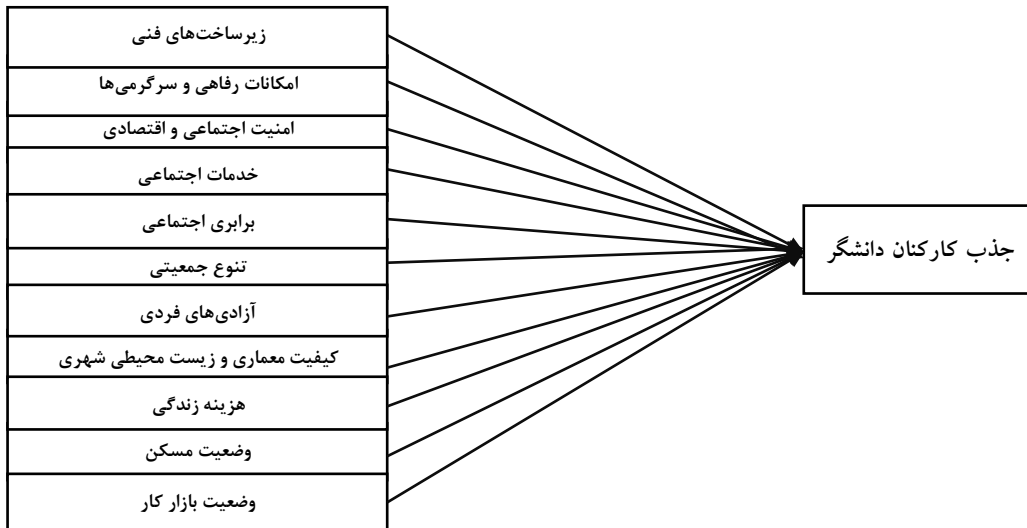 زیرساخت‌های فنی
امکانات رفاهی و سرگرمی‌ها
امنیت اجتماعی و اقتصادی
خدمات اجتماعی
برابری اجتماعی
تنوع جمعیتی
آزادی‌های فردی
کیفیت معماری و زیست محیطی شهری
هزینه زندگی
وضعیت مسکن
وضعیت بازار کار
جذب کارکنان دانشگر